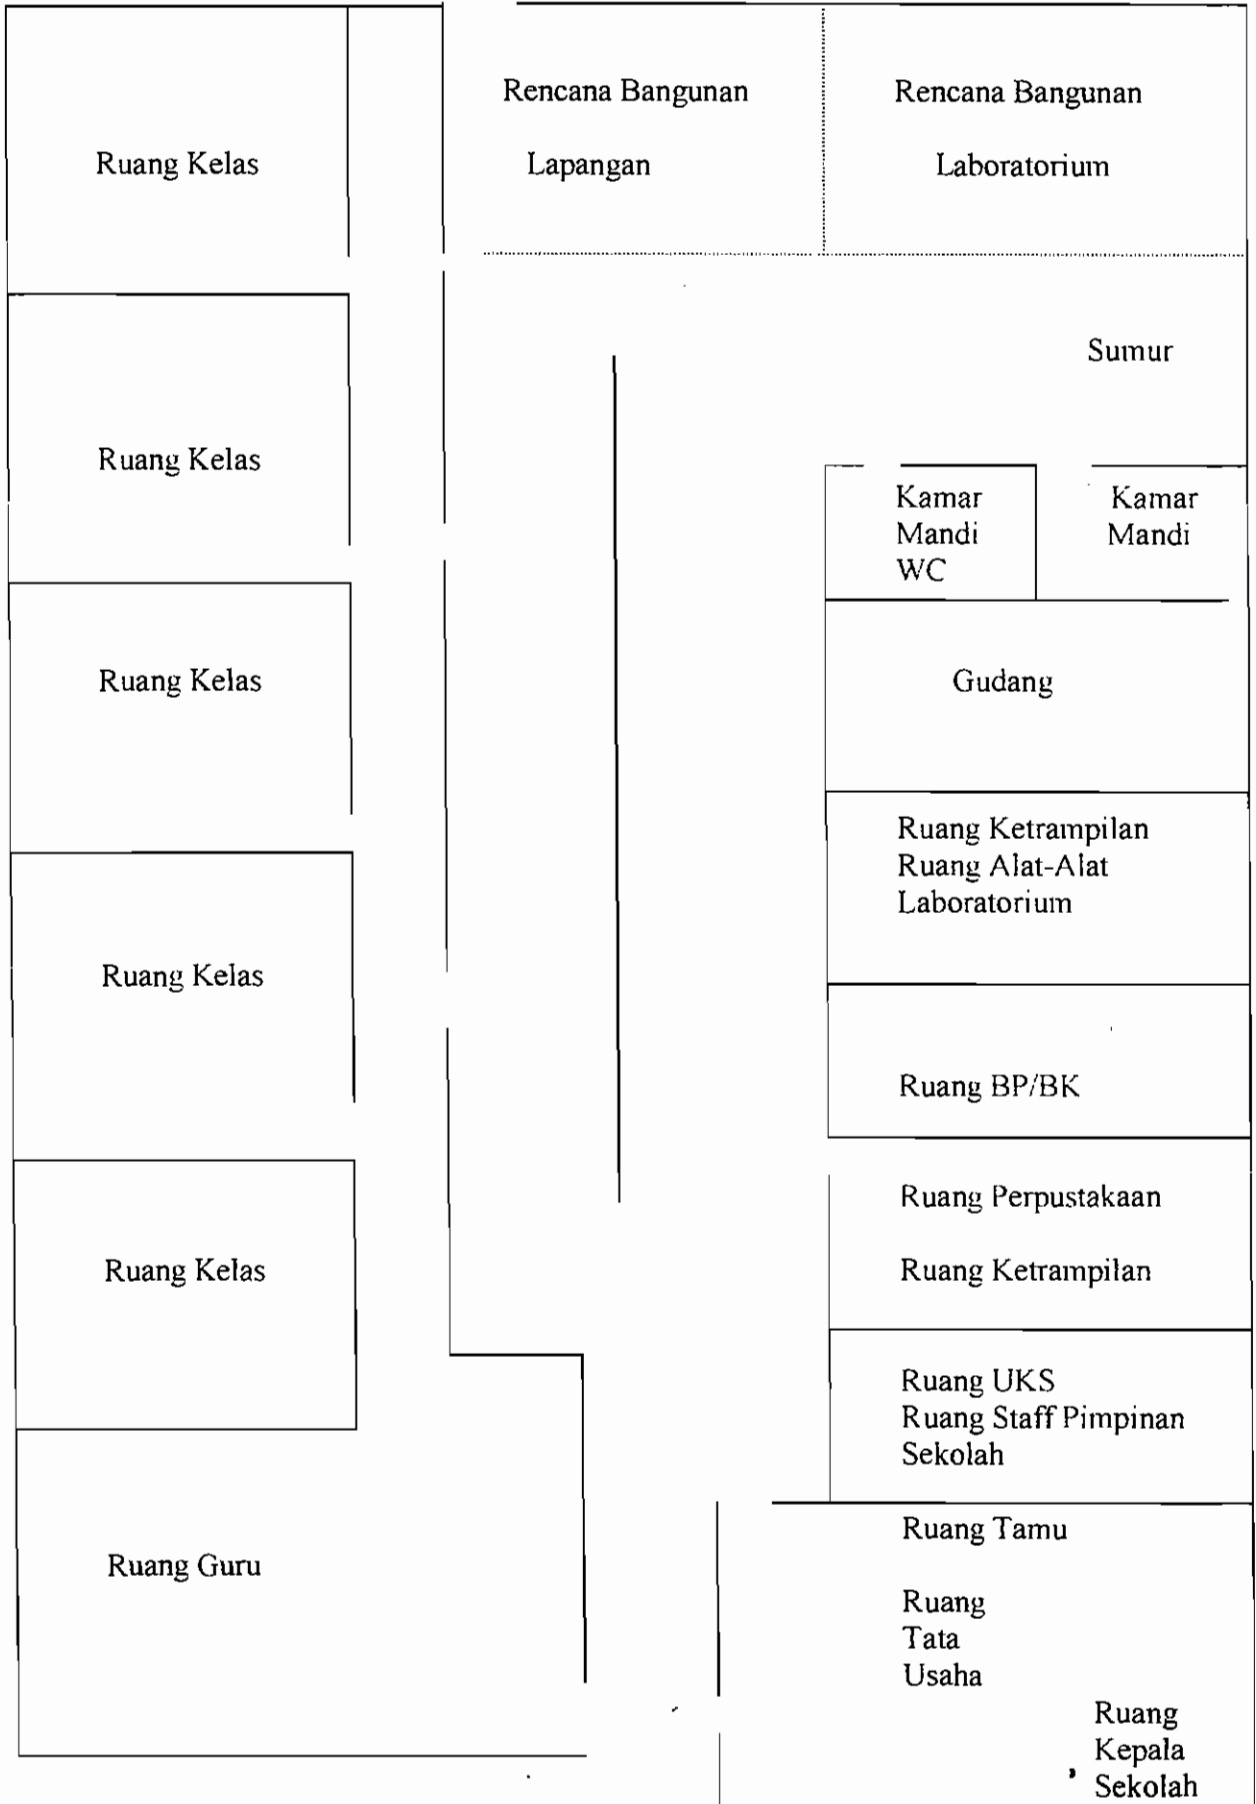 Rencana Bangunan
Rencana Bangunan
Ruang Kelas
Lapangan
Laboratorium
Sumur
Ruang Kelas
Kamar
Mandi
WC
Kamar
Mandi
Ruang Kelas
Gudang
Ruang Ketrampilan
Ruang Alat-Alat
Laboratorium
Ruang Kelas
Ruang BP/BK
Ruang Perpustakaan
Ruang Kelas
Ruang Ketrampilan
Ruang UKS
Ruang Staff Pimpinan
Sekolah
Ruang Tamu
Ruang Guru
Ruang
Tata
Usaha
Ruang
Kepala
Sekolah